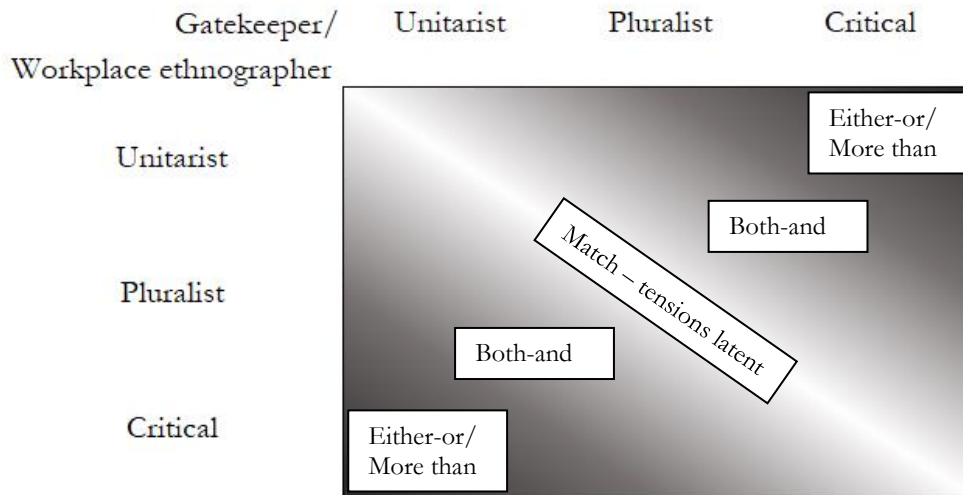 Gatekeeper/ Unitarist Pluralist Critical
Workplace ethnographer
Either-or/
More than
Unitarist
Both-and
Match – tensions latent
Pluralist
Both-and
Critical
Either-or/
More than